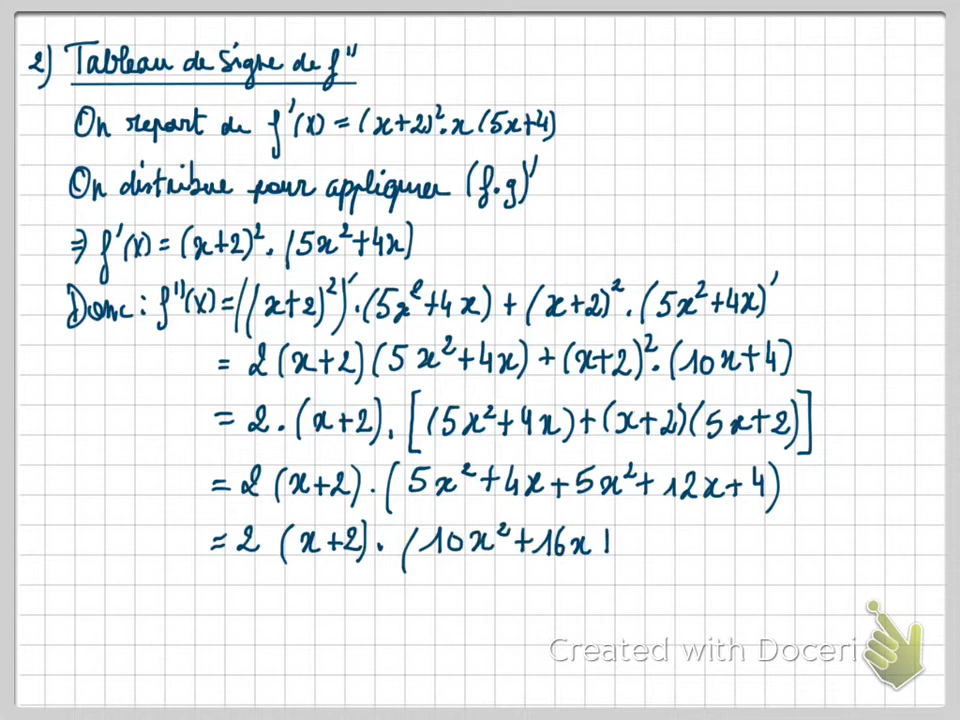 2) Tableau de signe de f''
On repart de f'(x) = (x+2)². x (5x+4)
On distribue pour appliquer (f.g)'
⇒ f'(x) = (x+2)² . (5x²+4x)
Donc : f''(x) = ((x+2)²)' . (5x²+4x) + (x+2)² . (5x²+4x)'
= 2 (x+2) (5x²+4x) + (x+2)² . (10x+4)
= 2 . (x+2) . [(5x²+4x) + (x+2) (5x+2)]
= 2 (x+2) . (5x²+4x+5x²+12x+4)
= 2 (x+2) . (10x²+16x
Created with Doceri